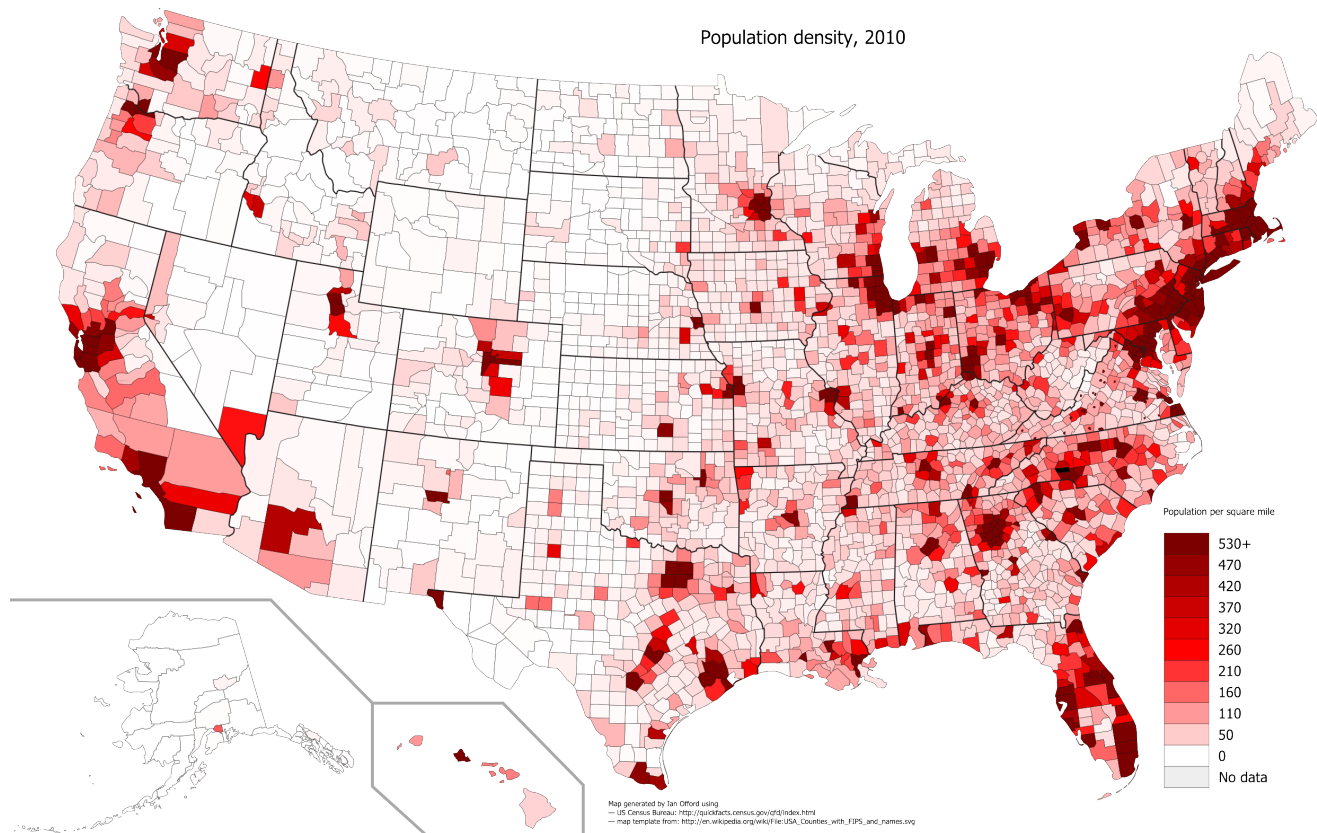 Population density, 2010
Population per square mile
530+
470
420
370
320
260
210
160
110
50
0
No data
Map generated by Ian Offord using
— US Census Bureau: http://quickfacts.census.gov/qfd/index.html
— map template from: http://en.wikipedia.org/wiki/File:USA_Counties_with_FIPS_and_names.svg